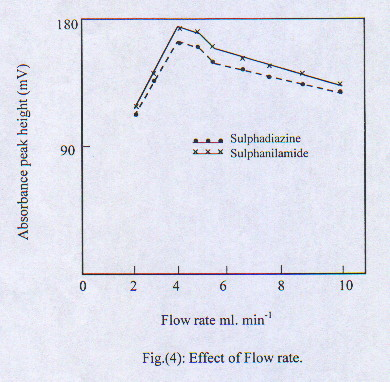 180
Absorbance peak height (mV)
Sulphadiazine
Sulphanilamide
90
0 2 4 6 8 10
Flow rate ml. min-1
Fig.(4): Effect of Flow rate.